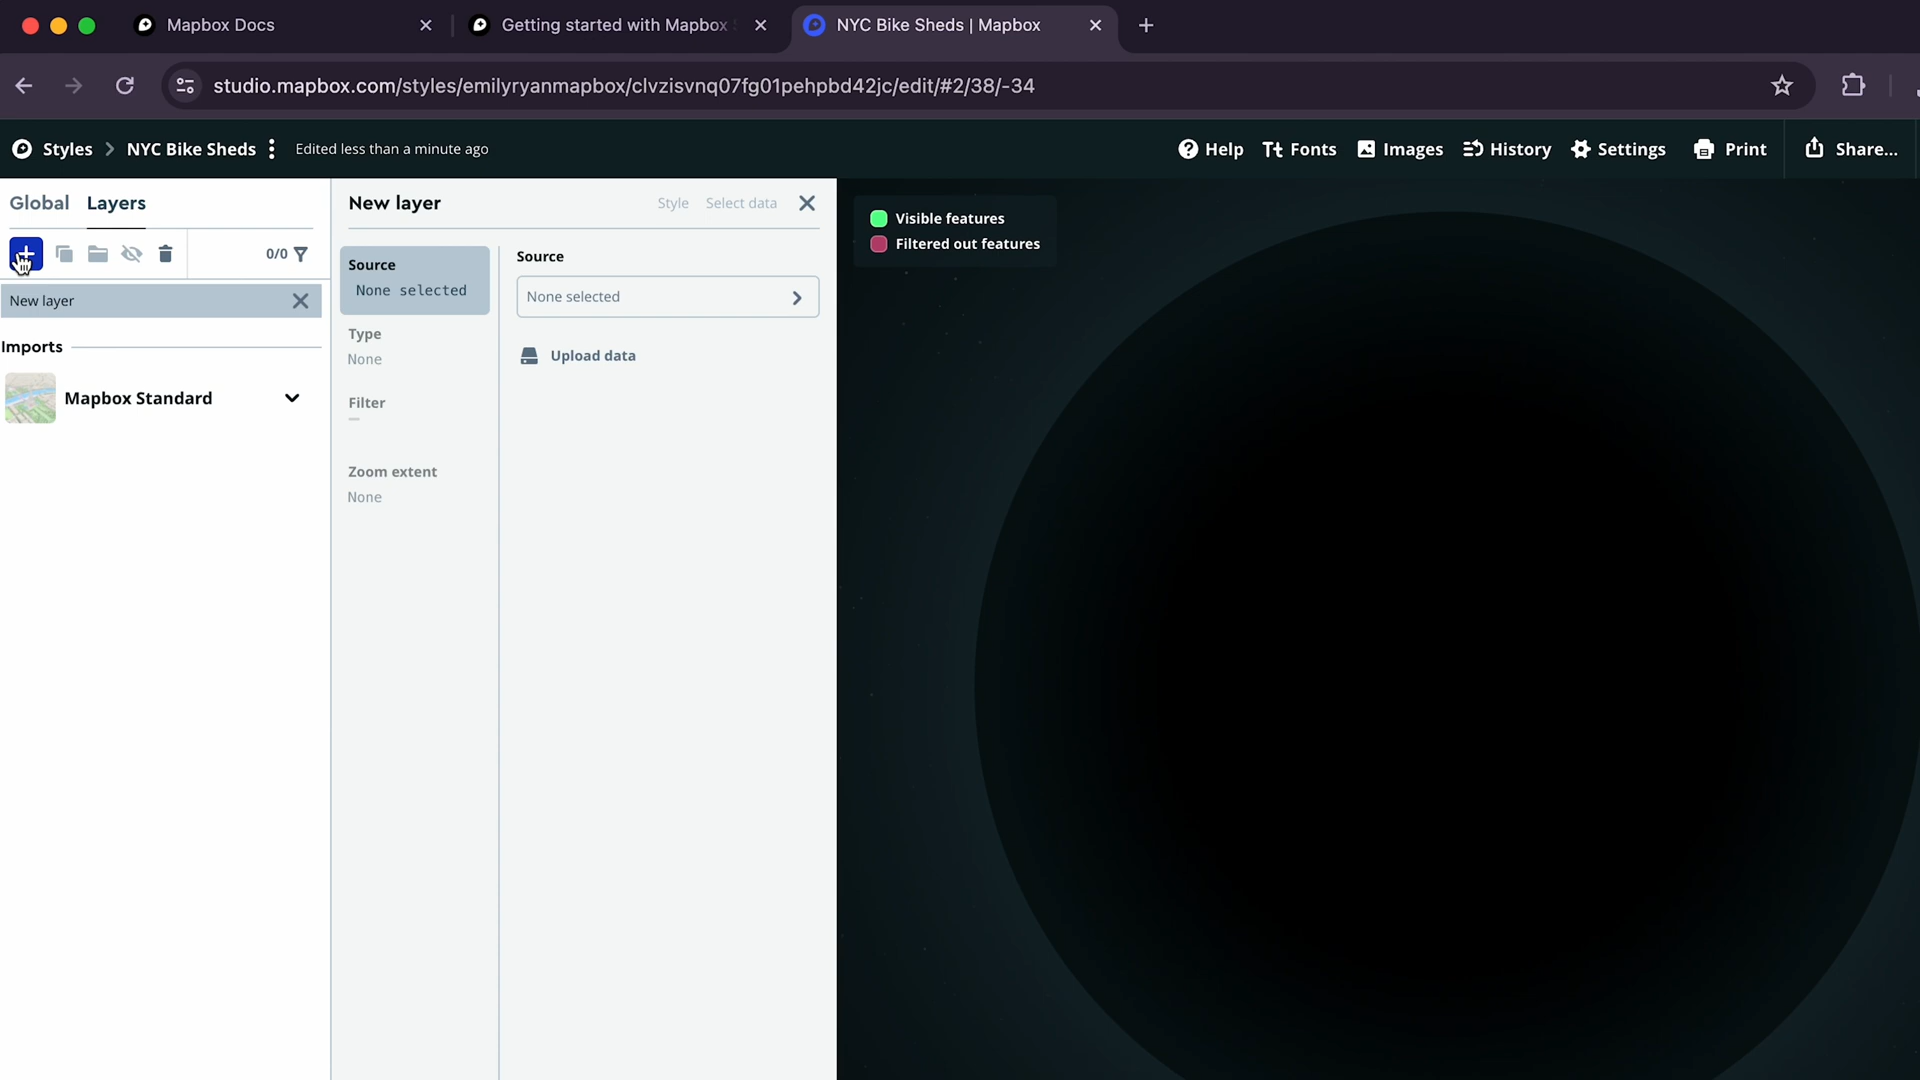 Mapbox Docs
Getting started with Mapbox
NYC Bike Sheds | Mapbox
studio.mapbox.com/styles/emilyryanmapbox/clvzisvnq07fg01pehpbd42jc/edit/#2/38/-34
Styles > NYC Bike Sheds
Edited less than a minute ago
Help
Fonts
Images
History
Settings
Print
Share...
Global
Layers
0/0
New layer
Imports
Mapbox Standard
New layer
Style
Select data
Source
None selected
Type
None
Filter
Zoom extent
None
Source
None selected
Upload data
Visible features
Filtered out features